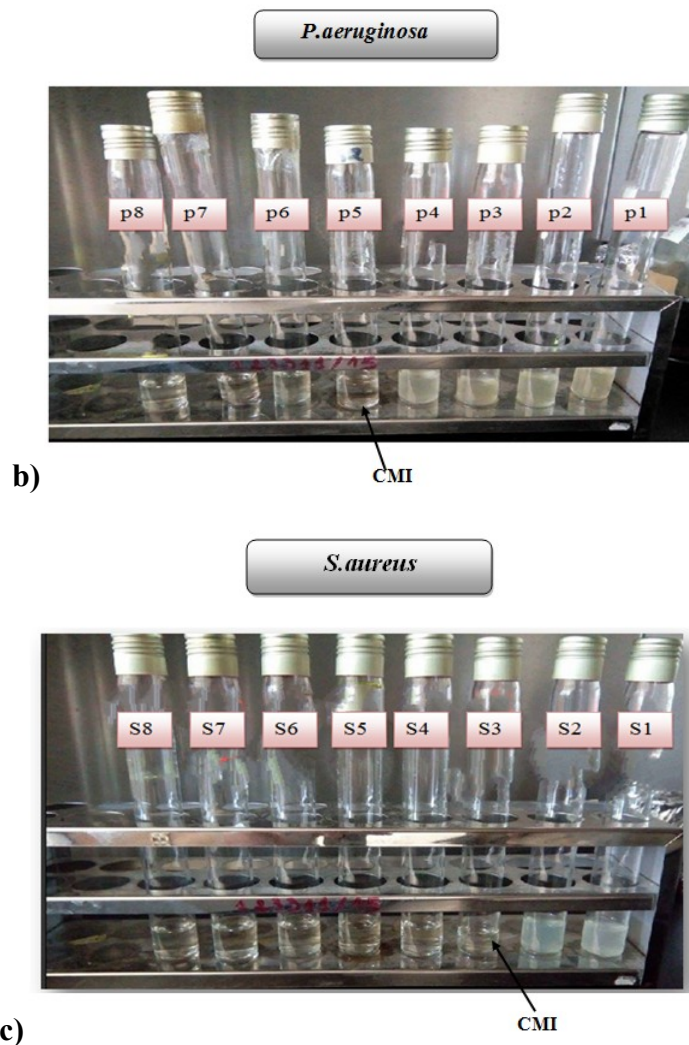 P.aeruginosa
p8 p7 p6 p5 p4 p3 p2 p1
b)
CMI
S.aureus
S8 S7 S6 S5 S4 S3 S2 S1
CMI
c)